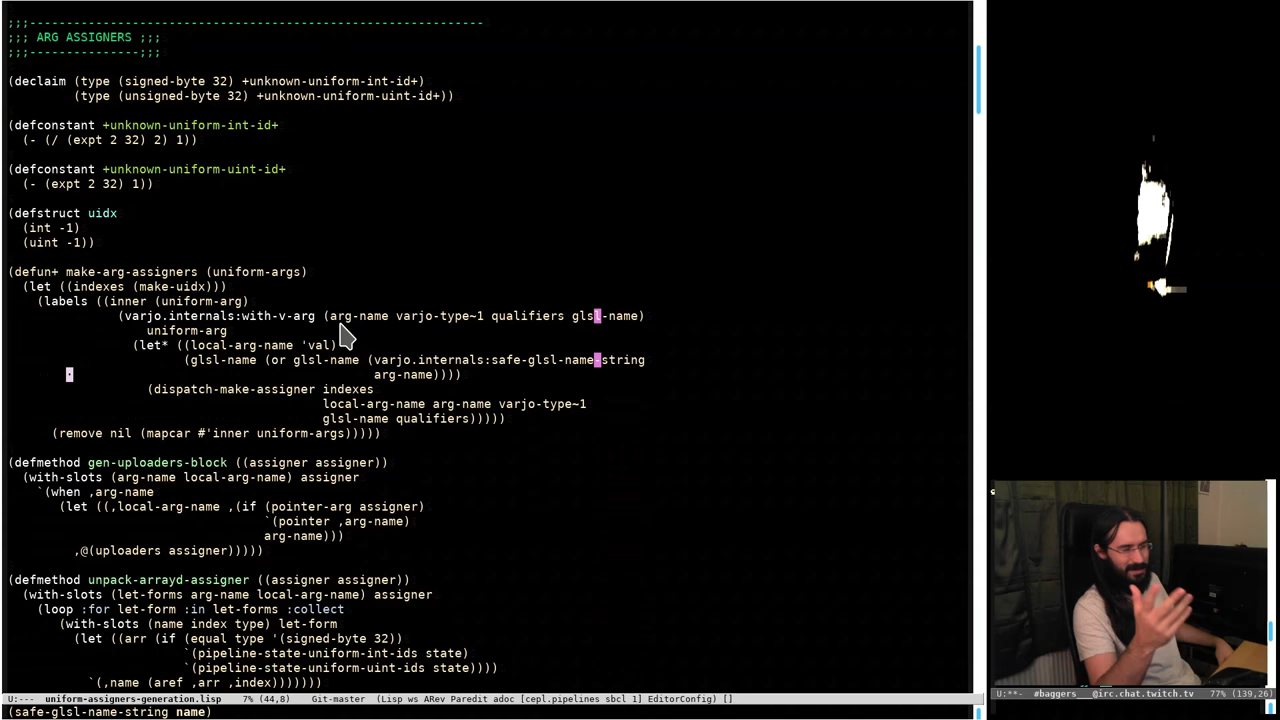 ;;;---------------------------------------------------------------
;;; ARG ASSIGNERS ;;;
;;;---------------;;;
(declaim (type (signed-byte 32) +unknown-uniform-int-id+)
         (type (unsigned-byte 32) +unknown-uniform-uint-id+))
(defconstant +unknown-uniform-int-id+
  (- (/ (expt 2 32) 2) 1))
(defconstant +unknown-uniform-uint-id+
  (- (expt 2 32) 1))
(defstruct uidx
  (int -1)
  (uint -1))
(defun+ make-arg-assigners (uniform-args)
  (let ((indexes (make-uidx)))
    (labels ((inner (uniform-arg)
               (varjo.internals:with-v-arg (arg-name varjo-type~1 qualifiers glsl-name)
                   uniform-arg
                 (let* ((local-arg-name 'val)
                        (glsl-name (or glsl-name (varjo.internals:safe-glsl-name-string
                                                  arg-name))))
                   (dispatch-make-assigner indexes
                                           local-arg-name arg-name varjo-type~1
                                           glsl-name qualifiers)))))
      (remove nil (mapcar #'inner uniform-args)))))
(defmethod gen-uploaders-block ((assigner assigner))
  (with-slots (arg-name local-arg-name) assigner
    `(when ,arg-name
       (let ((,local-arg-name ,(if (pointer-arg assigner)
                                   `(pointer ,arg-name)
                                   arg-name)))
         ,@(uploaders assigner)))))
(defmethod unpack-arrayd-assigner ((assigner assigner))
  (with-slots (let-forms arg-name local-arg-name) assigner
    (loop :for let-form :in let-forms :collect
       (with-slots (name index type) let-form
         (let ((arr (if (equal type '(signed-byte 32))
                        `(pipeline-state-uniform-int-ids state)
                        `(pipeline-state-uniform-uint-ids state))))
           `(,name (aref ,arr ,index)))))))
U:---  uniform-assigners-generation.lisp   7% (44,8)    Git-master  (Lisp ws ARev Paredit adoc [cepl.pipelines sbcl 1] EditorConfig) []
(safe-glsl-name-string name)
U:**-  #baggers__@irc.chat.twitch.tv  77% (139,26)